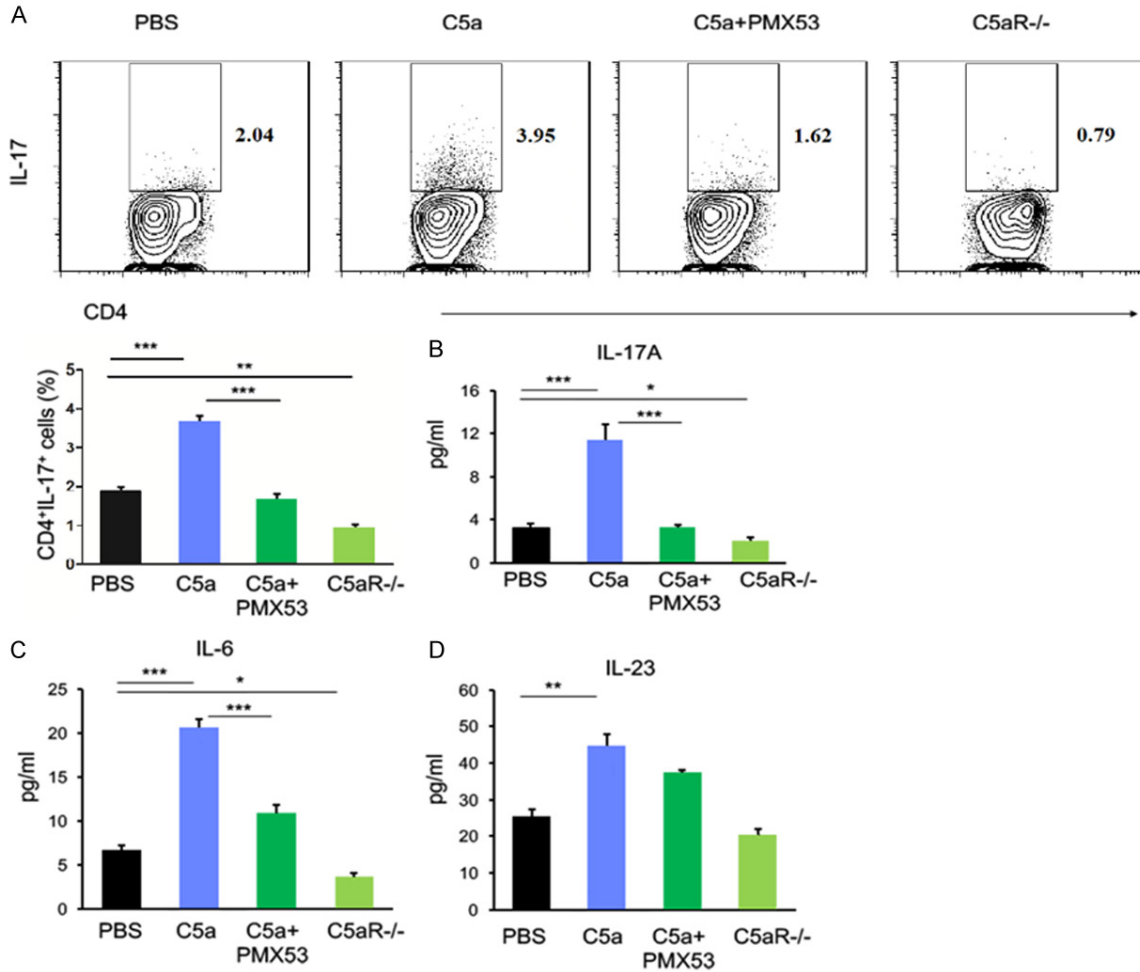 A
PBS C5a C5a+PMX53 C5aR-/-
IL-17
2.04 3.95 1.62 0.79
CD4
CD4+IL-17+ cells (%)
5
4
3
2
1
0
*** ** ***
PBS C5a C5a+ C5aR-/-
PMX53
B
IL-17A
pg/ml
16
12
8
4
0
*** * ***
PBS C5a C5a+ C5aR-/-
PMX53
C
IL-6
pg/ml
25
20
15
10
5
0
*** * ***
PBS C5a C5a+ C5aR-/-
PMX53
D
IL-23
pg/ml
60
50
40
30
20
10
0
**
PBS C5a C5a+ C5aR-/-
PMX53